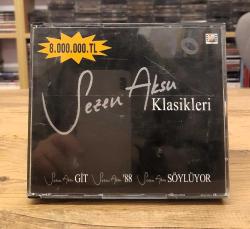 8.000.000.TL
Sezen Aksu
Klasikleri
Sezen Aksu GİT Sezen Aksu '88 Sezen Aksu SÖYLÜYOR